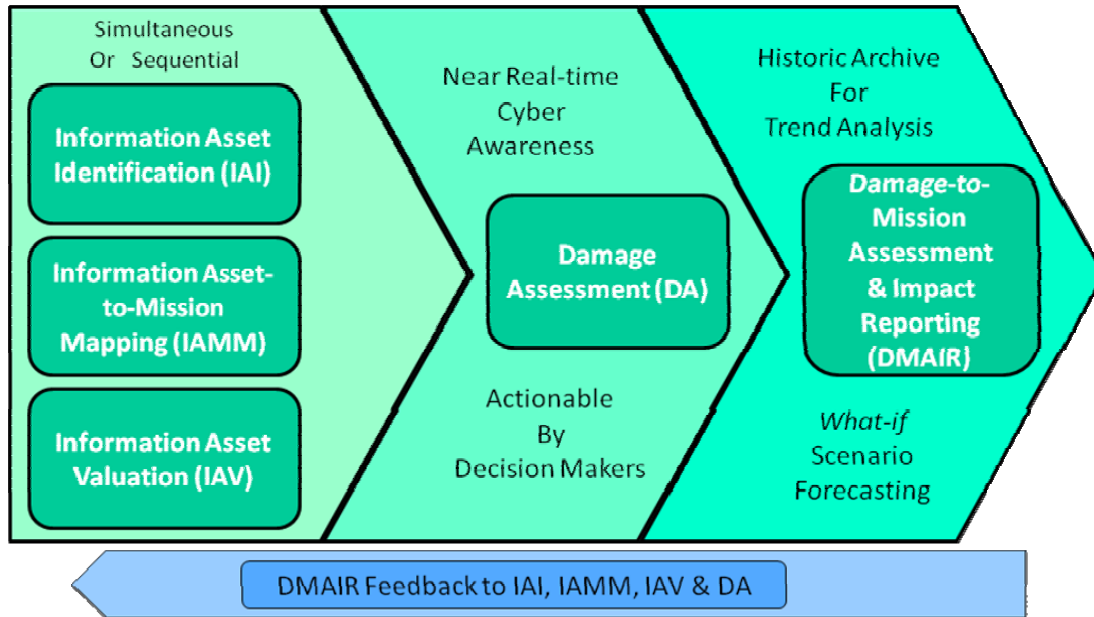 Simultaneous
Or Sequential
Information Asset
Identification (IAI)
Information Asset-
to-Mission
Mapping (IAMM)
Information Asset
Valuation (IAV)
Near Real-time
Cyber
Awareness
Damage
Assessment (DA)
Actionable
By
Decision Makers
Historic Archive
For
Trend Analysis
Damage-to-
Mission
Assessment
& Impact
Reporting
(DMAIR)
What-if
Scenario
Forecasting
DMAIR Feedback to IAI, IAMM, IAV & DA